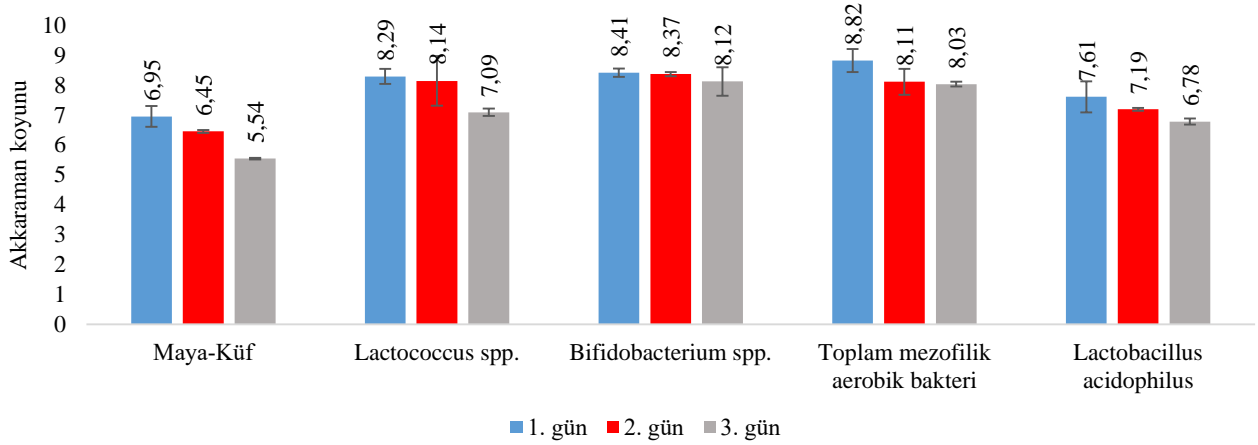 Akkaraman koyunu
10
9
8
7
6
5
4
3
2
1
0
6,95
6,45
5,54
8,29
8,14
7,09
8,41
8,37
8,12
8,82
8,11
8,03
7,61
7,19
6,78
Maya-Küf
Lactococcus spp.
Bifidobacterium spp.
Toplam mezofilik
aerobik bakteri
Lactobacillus
acidophilus
1. gün
2. gün
3. gün